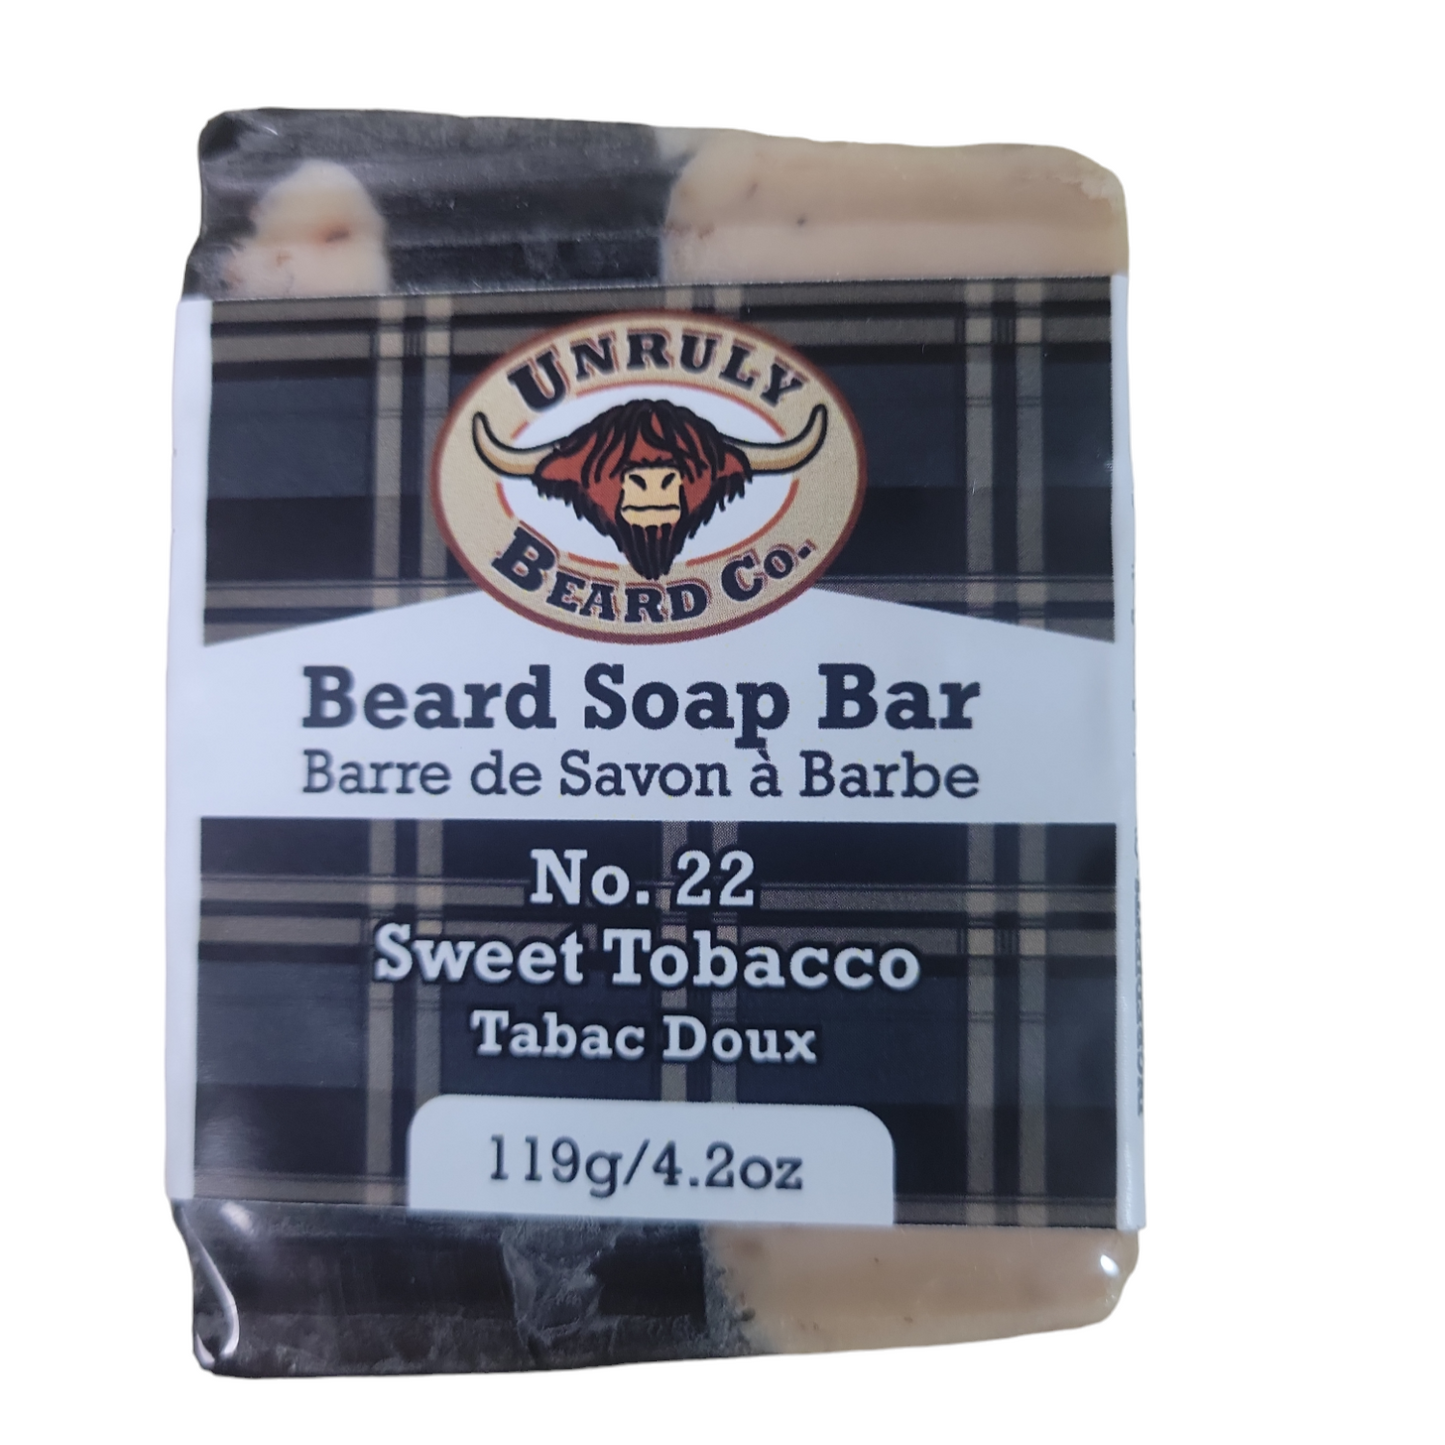 UNRULY
BEARD CO.
Beard Soap Bar
Barre de Savon à Barbe
No. 22
Sweet Tobacco
Tabac Doux
119g/4.2oz